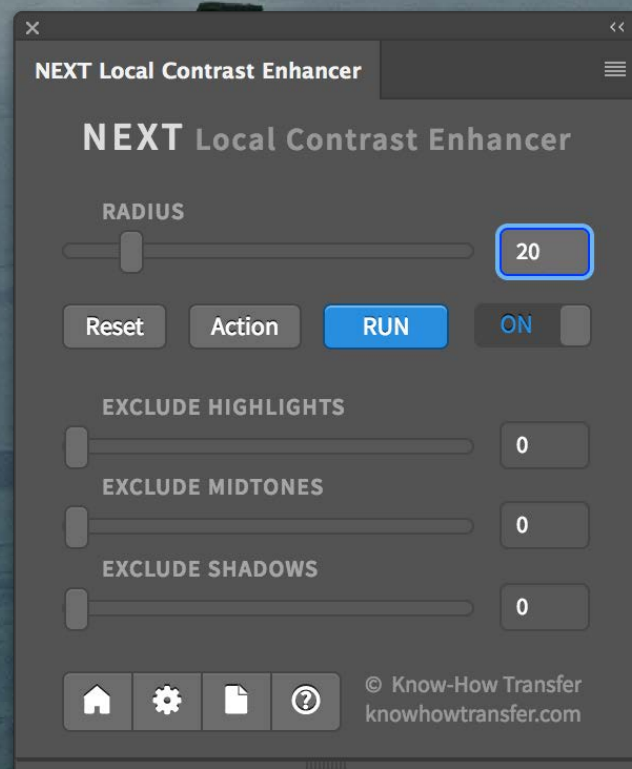 NEXT Local Contrast Enhancer
NEXT Local Contrast Enhancer
RADIUS
20
Reset Action RUN ON
EXCLUDE HIGHLIGHTS
0
EXCLUDE MIDTONES
0
EXCLUDE SHADOWS
0
© Know-How Transfer
knowhowtransfer.com